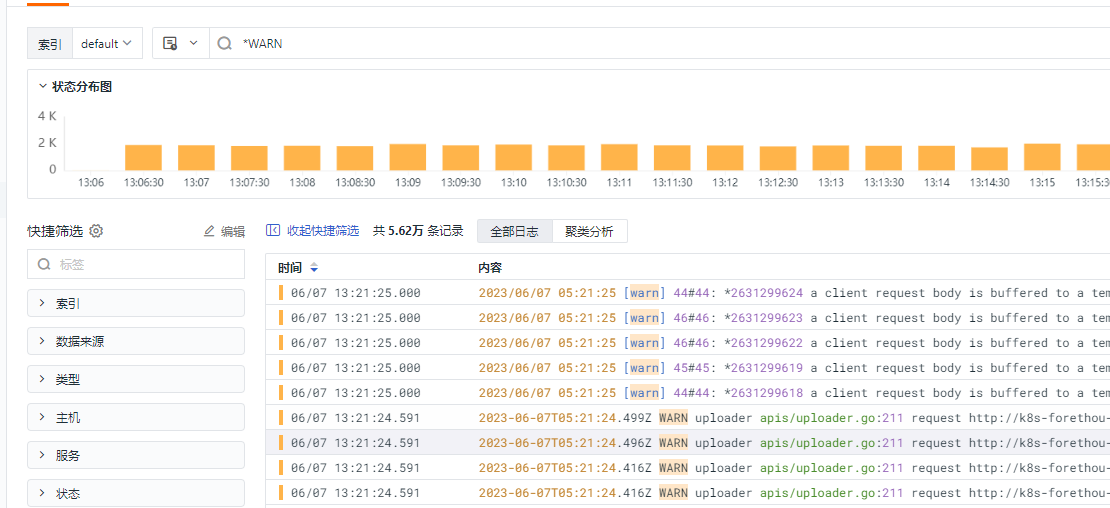 索引 default *WARN
状态分布图
4 K
2 K
0
13:06 13:06:30 13:07 13:07:30 13:08 13:08:30 13:09 13:09:30 13:10 13:10:30 13:11 13:11:30 13:12 13:12:30 13:13 13:13:30 13:14 13:14:30 13:15 13:15:30
快捷筛选 编辑 收起快捷筛选 共 5.62万 条记录 全部日志 聚类分析
标签
索引
数据来源
类型
主机
服务
状态
时间 内容
06/07 13:21:25.000 2023/06/07 05:21:25 [warn] 44#44: *2631299624 a client request body is buffered to a tem
06/07 13:21:25.000 2023/06/07 05:21:25 [warn] 46#46: *2631299623 a client request body is buffered to a tem
06/07 13:21:25.000 2023/06/07 05:21:25 [warn] 46#46: *2631299622 a client request body is buffered to a tem
06/07 13:21:25.000 2023/06/07 05:21:25 [warn] 45#45: *2631299619 a client request body is buffered to a tem
06/07 13:21:25.000 2023/06/07 05:21:25 [warn] 44#44: *2631299618 a client request body is buffered to a tem
06/07 13:21:24.591 2023-06-07T05:21:24.499Z WARN uploader apis/uploader.go:211 request http://k8s-forethou-
06/07 13:21:24.591 2023-06-07T05:21:24.496Z WARN uploader apis/uploader.go:211 request http://k8s-forethou-
06/07 13:21:24.591 2023-06-07T05:21:24.416Z WARN uploader apis/uploader.go:211 request http://k8s-forethou-
06/07 13:21:24.591 2023-06-07T05:21:24.416Z WARN uploader apis/uploader.go:211 request http://k8s-forethou-